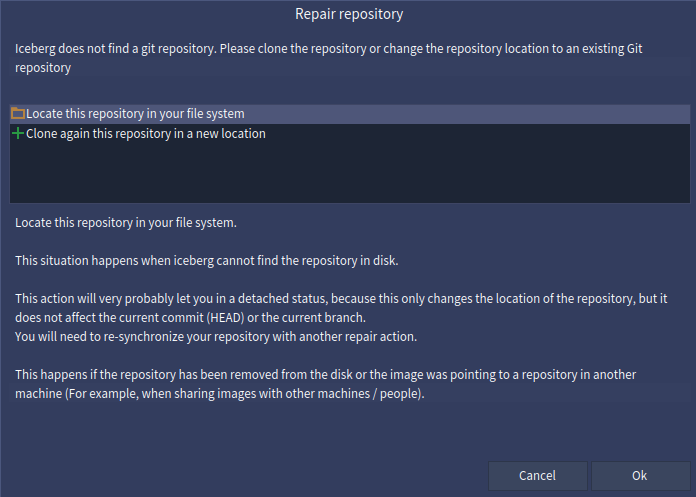 Repair repository
Iceberg does not find a git repository. Please clone the repository or change the repository location to an existing Git
repository
Locate this repository in your file system
Clone again this repository in a new location
Locate this repository in your file system.
This situation happens when iceberg cannot find the repository in disk.
This action will very probably let you in a detached status, because this only changes the location of the repository, but it
does not affect the current commit (HEAD) or the current branch.
You will need to re-synchronize your repository with another repair action.
This happens if the repository has been removed from the disk or the image was pointing to a repository in another
machine (For example, when sharing images with other machines / people).
Cancel
Ok